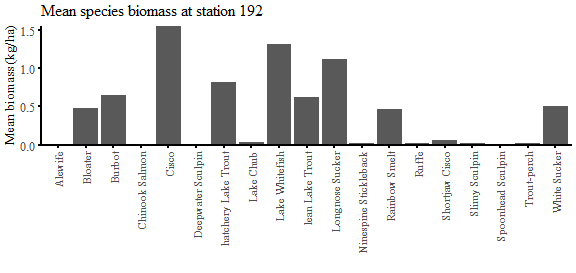 Mean species biomass at station 192
Mean biomass (kg/ha)
1.5
1.0
0.5
0.0
Alewife
Bloater
Burbot
Chinook Salmon
Cisco
Deepwater Sculpin
hatchery Lake Trout
Lake Chub
Lake Whitefish
lean Lake Trout
Longnose Sucker
Ninespine Stickleback
Rainbow Smelt
Ruffe
Shortjaw Cisco
Slimy Sculpin
Spoonhead Sculpin
Trout-perch
White Sucker